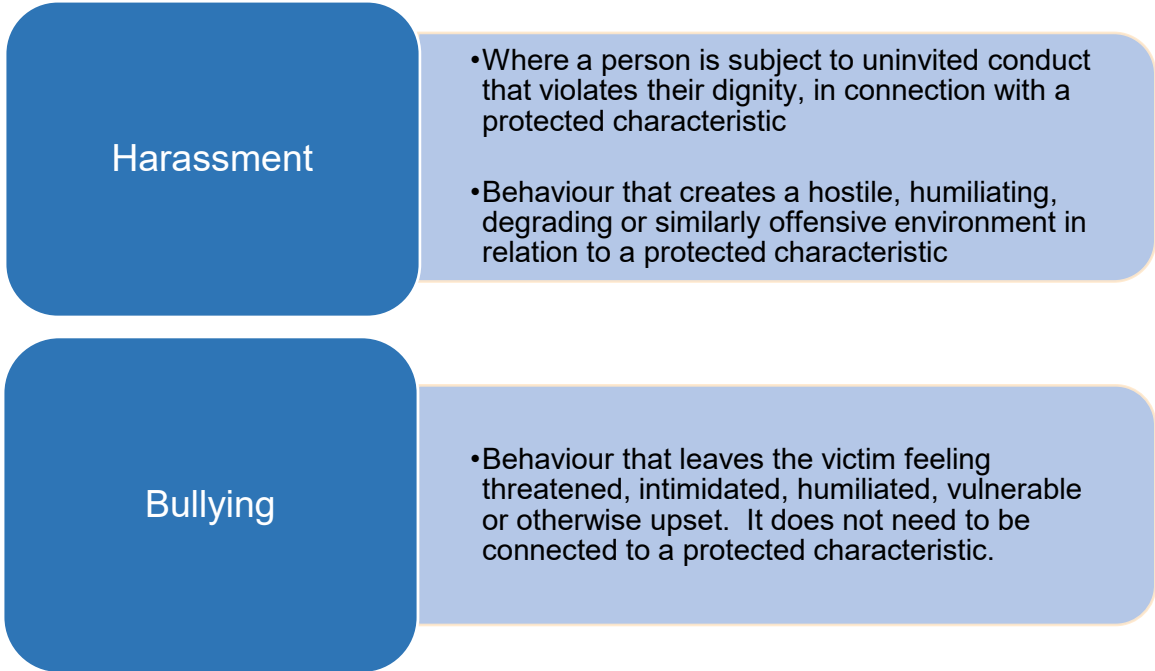 Harassment
•Where a person is subject to uninvited conduct
that violates their dignity, in connection with a
protected characteristic
•Behaviour that creates a hostile, humiliating,
degrading or similarly offensive environment in
relation to a protected characteristic
Bullying
•Behaviour that leaves the victim feeling
threatened, intimidated, humiliated, vulnerable
or otherwise upset.  It does not need to be
connected to a protected characteristic.